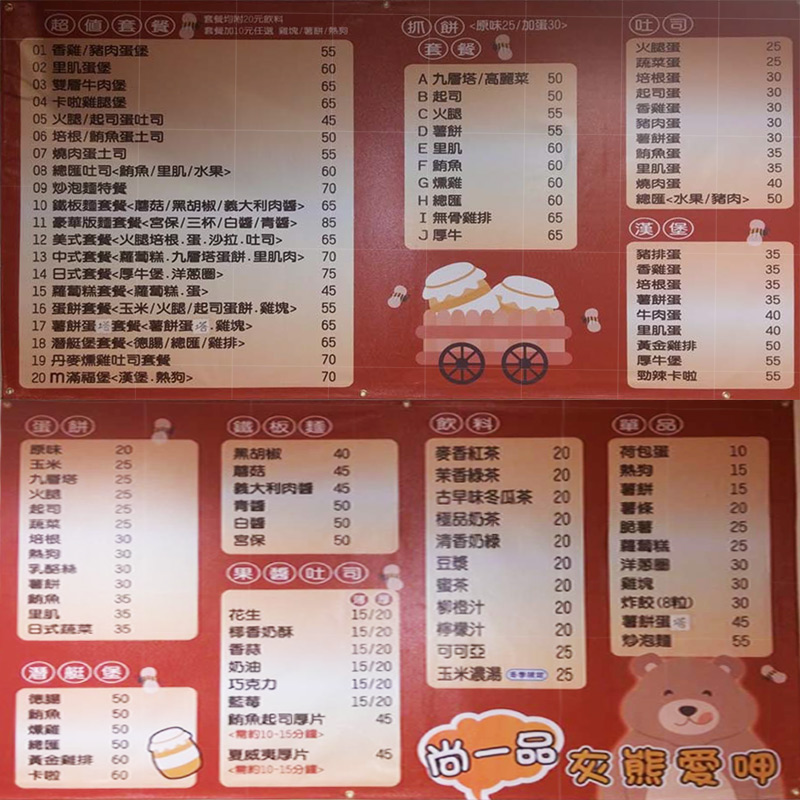 超值套餐
套餐均附20元飲料
套餐加10元任選 雞塊/薯餅/熱狗
01 香雞/豬肉蛋堡 55
02 里肌蛋堡 60
03 雙層牛肉堡 65
04 卡啦雞腿堡 65
05 火腿/起司蛋吐司 45
06 培根/鮪魚蛋土司 50
07 燒肉蛋土司 55
08 總匯吐司<鮪魚/里肌/水果> 60
09 炒泡麵特餐 70
10 鐵板麵套餐<蘑菇/黑胡椒/義大利肉醬> 65
11 豪華版麵套餐<宮保/三杯/白醬/青醬> 85
12 美式套餐<火腿培根.蛋.沙拉.吐司> 65
13 中式套餐<蘿蔔糕.九層塔蛋餅.里肌肉> 70
14 日式套餐<厚牛堡.洋蔥圈> 75
15 蘿蔔糕套餐<蘿蔔糕.蛋> 45
16 蛋餅套餐<玉米/火腿/起司蛋餅.雞塊> 55
17 薯餅蛋塔套餐<薯餅蛋塔.雞塊> 65
18 潛艇堡套餐<德腸/總匯/雞排> 65
19 丹麥燻雞吐司套餐 70
20 m滿福堡<漢堡.熱狗> 70
抓餅 <原味25/加蛋30>
套餐
A 九層塔/高麗菜 50
B 起司 50
C 火腿 55
D 薯餅 55
E 里肌 60
F 鮪魚 60
G 燻雞 60
H 總匯 60
I 無骨雞排 65
J 厚牛 65
吐司
火腿蛋 25
蔬菜蛋 25
培根蛋 30
起司蛋 30
香雞蛋 30
豬肉蛋 30
薯餅蛋 30
鮪魚蛋 35
里肌蛋 35
燒肉蛋 40
總匯<水果/豬肉> 50
漢堡
豬排蛋 35
香雞蛋 35
培根蛋 35
薯餅蛋 35
牛肉蛋 40
里肌蛋 40
黃金雞排 50
厚牛堡 55
勁辣卡啦 55
蛋餅
原味 20
玉米 25
九層塔 25
火腿 25
起司 25
蔬菜 25
培根 30
熱狗 30
乳酪絲 30
薯餅 30
鮪魚 35
里肌 35
日式蔬菜 35
潛艇堡
德腸 50
鮪魚 50
燻雞 50
總匯 50
黃金雞排 60
卡啦 60
鐵板麵
黑胡椒 40
蘑菇 45
義大利肉醬 45
青醬 50
白醬 50
宮保 50
果醬吐司
薄 厚
花生 15/20
椰香奶酥 15/20
香蒜 15/20
奶油 15/20
巧克力 15/20
藍莓 15/20
鮪魚起司厚片 45
<需約10-15分鐘>
夏威夷厚片 45
<需約10-15分鐘>
飲料
麥香紅茶 20
茉香綠茶 20
古早味冬瓜茶 20
極品奶茶 20
清香奶綠 20
豆漿 20
蜜茶 20
柳橙汁 20
檸檬汁 20
可可亞 25
玉米濃湯 冬季限定 25
單品
荷包蛋 10
熱狗 15
薯餅 15
薯條 20
脆薯 25
蘿蔔糕 25
洋蔥圈 30
雞塊 30
炸餃(8粒) 30
薯餅蛋塔 45
炒泡麵 55
尚一品
夾熊愛呷